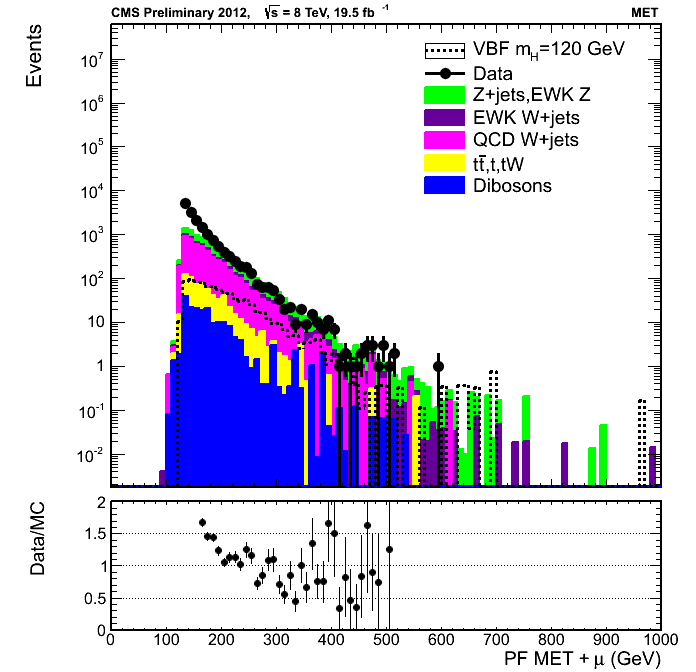 CMS Preliminary 2012, √s = 8 TeV, 19.5 fb⁻¹ MET
Events
VBF m_H=120 GeV
Data
Z+jets,EWK Z
EWK W+jets
QCD W+jets
tt̄,t,tW
Dibosons
10⁷
10⁶
10⁵
10⁴
10³
10²
10
1
10⁻¹
10⁻²
Data/MC
2
1.5
1
0.5
0
0 100 200 300 400 500 600 700 800 900 1000
PF MET + μ (GeV)